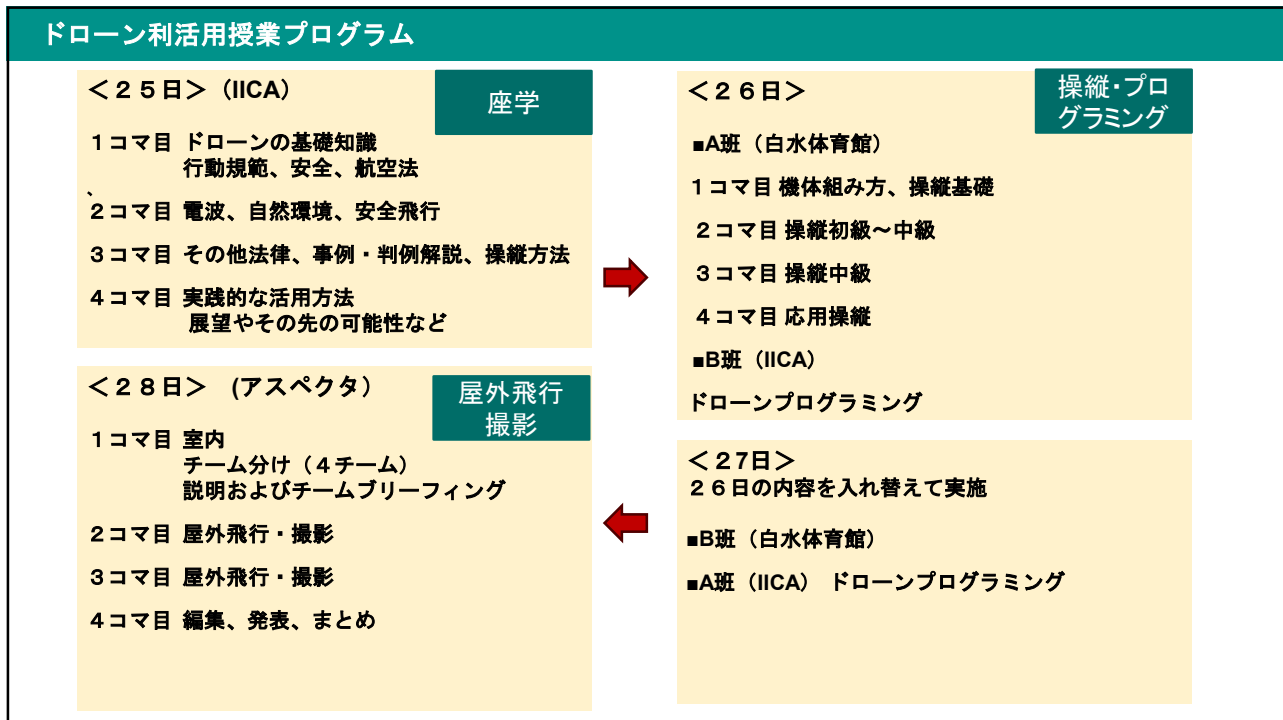 ドローン利活用授業プログラム
＜２５日＞（IICA）
座学
１コマ目 ドローンの基礎知識
行動規範、安全、航空法
、
２コマ目 電波、自然環境、安全飛行
３コマ目 その他法律、事例・判例解説、操縦方法
４コマ目 実践的な活用方法
展望やその先の可能性など
＜２６日＞
操縦・プロ
グラミング
■A班（白水体育館）
１コマ目 機体組み方、操縦基礎
２コマ目 操縦初級～中級
３コマ目 操縦中級
４コマ目 応用操縦
■B班（IICA）
ドローンプログラミング
＜２7日＞
２６日の内容を入れ替えて実施
■B班（白水体育館）
■A班（IICA） ドローンプログラミング
＜２８日＞ (アスペクタ）
屋外飛行
撮影
１コマ目 室内
チーム分け（４チーム）
説明およびチームブリーフィング
２コマ目 屋外飛行・撮影
３コマ目 屋外飛行・撮影
４コマ目 編集、発表、まとめ